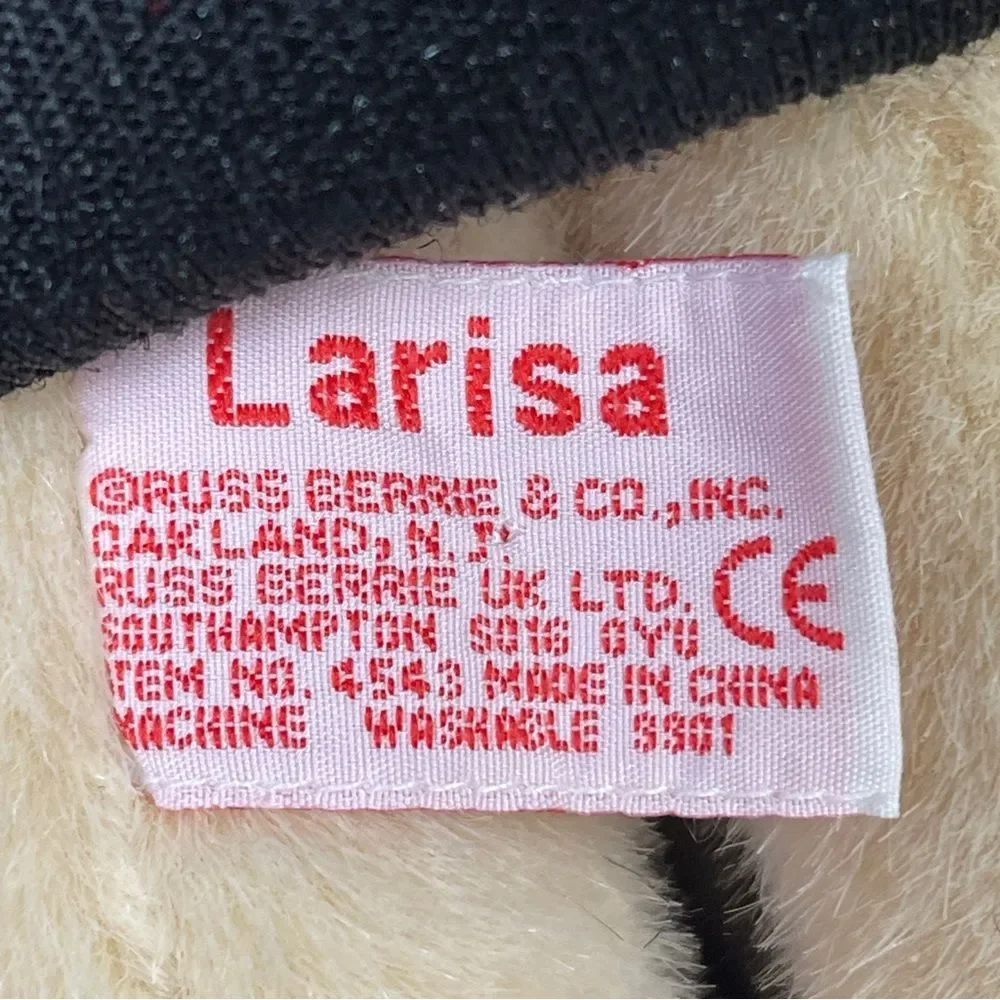 Larisa
©RUSS BERRIE & CO., INC.
OAKLAND, N.J.
RUSS BERRIE UK LTD.
SOUTHAMPTON SO16 0YU
CE
ITEM NO. 4543 MADE IN CHINA
MACHINE WASHABLE